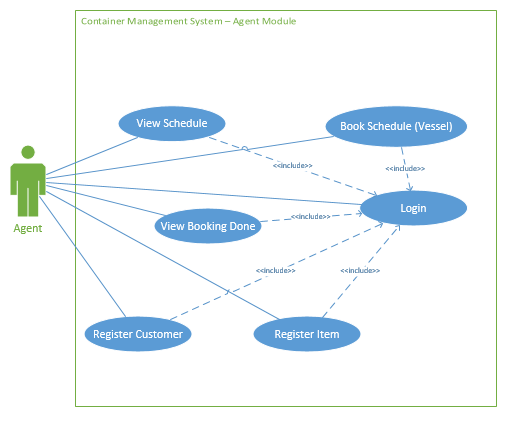 Container Management System – Agent Module
View Schedule
Book Schedule (Vessel)
<<include>>
<<include>>
Login
Agent
View Booking Done
<<include>>
<<include>>
<<include>>
Register Customer
Register Item